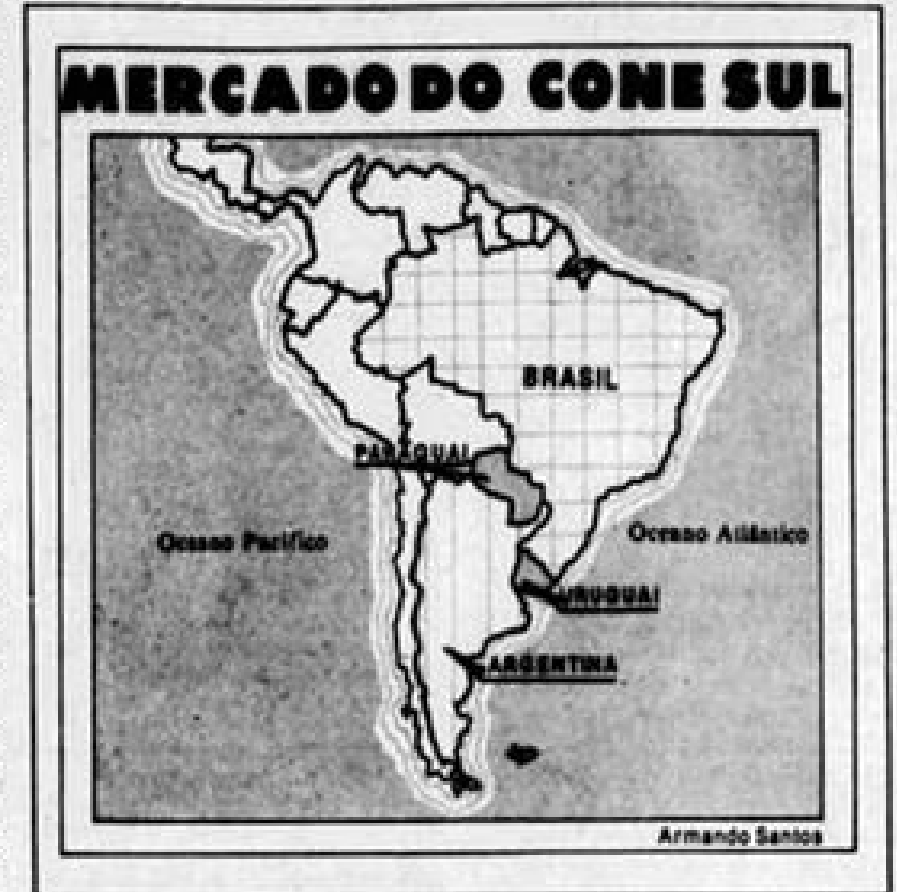 MERCADO DO CONE SUL
BRASIL
PARAGUAI
Oceano Pacífico
Oceano Atlântico
URUGUAI
ARGENTINA
Armando Santos